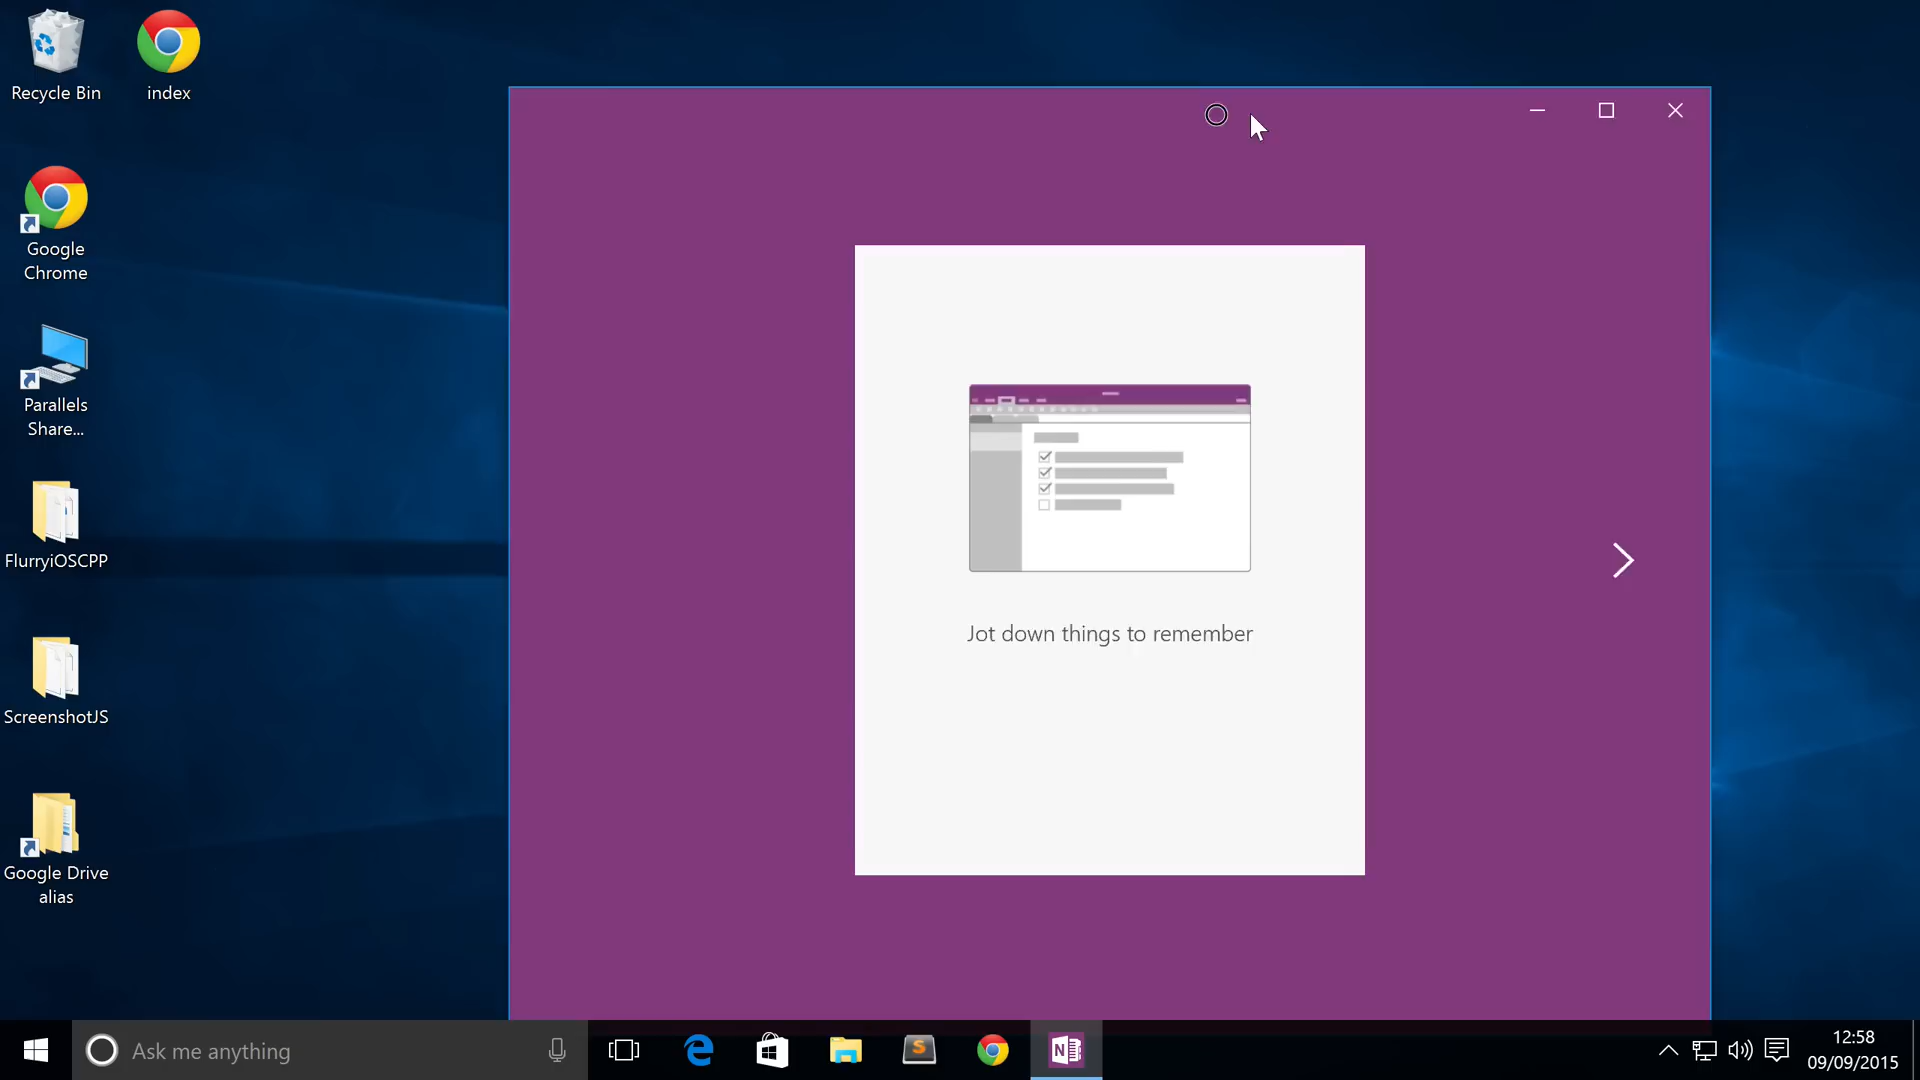 Recycle Bin
index
Google
Chrome
Parallels
Share...
FlurryiOSCPP
ScreenshotJS
Google Drive
alias
Jot down things to remember
Ask me anything
S
N
12:58
09/09/2015